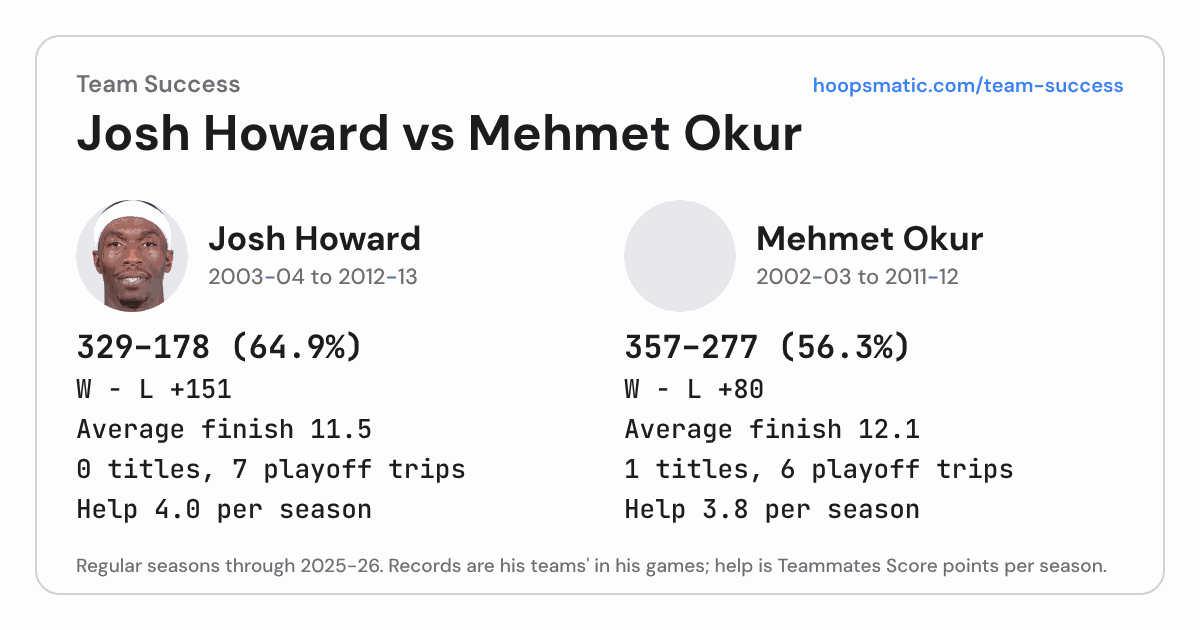 Team Success
hoopsmatic.com/team-success
Josh Howard vs Mehmet Okur
Josh Howard
2003-04 to 2012-13
329-178 (64.9%)
W - L +151
Average finish 11.5
0 titles, 7 playoff trips
Help 4.0 per season
Mehmet Okur
2002-03 to 2011-12
357-277 (56.3%)
W - L +80
Average finish 12.1
1 titles, 6 playoff trips
Help 3.8 per season
Regular seasons through 2025-26. Records are his teams' in his games; help is Teammates Score points per season.